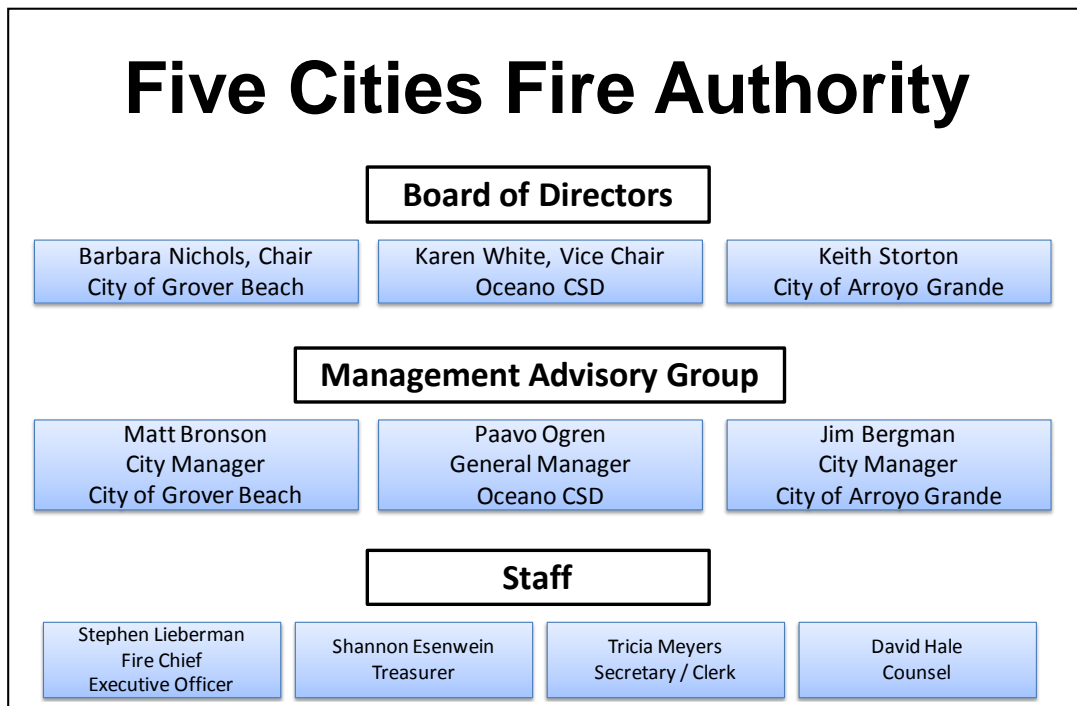 Five Cities Fire Authority
Board of Directors
Barbara Nichols, Chair
City of Grover Beach
Karen White, Vice Chair
Oceano CSD
Keith Storton
City of Arroyo Grande
Management Advisory Group
Matt Bronson
City Manager
City of Grover Beach
Paavo Ogren
General Manager
Oceano CSD
Jim Bergman
City Manager
City of Arroyo Grande
Staff
Stephen Lieberman
Fire Chief
Executive Officer
Shannon Esenwein
Treasurer
Tricia Meyers
Secretary / Clerk
David Hale
Counsel